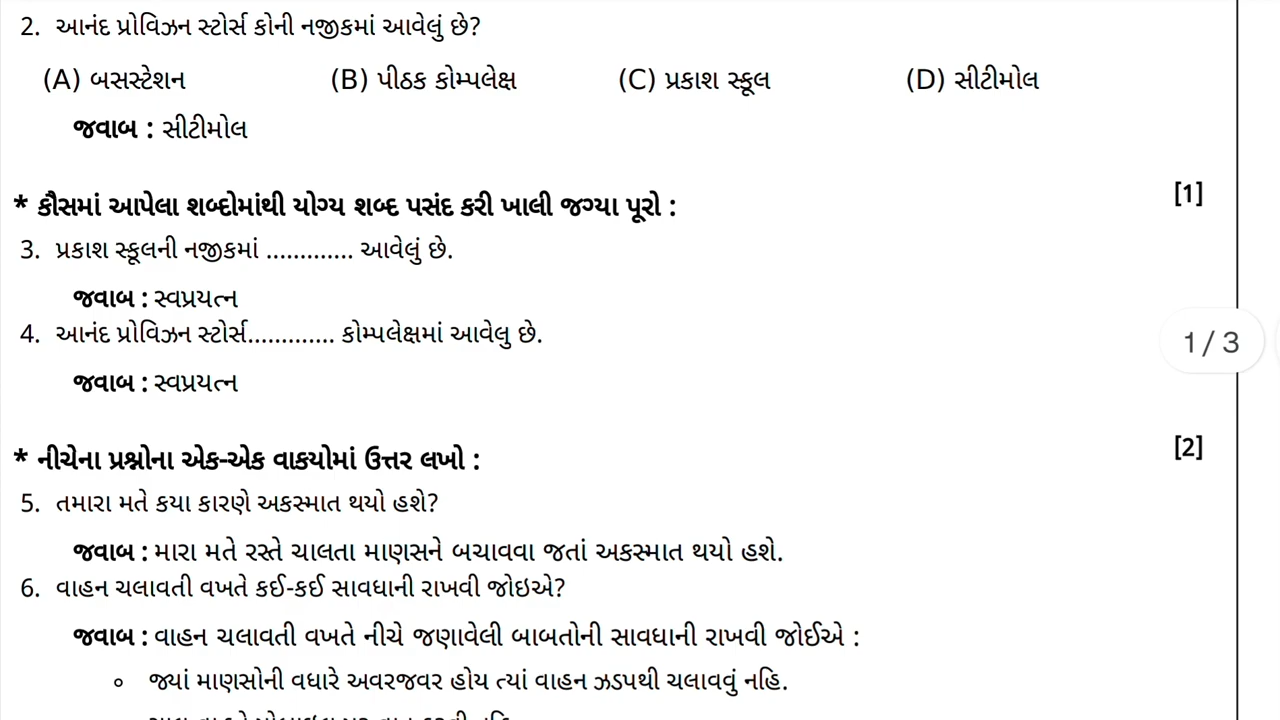 2. આનંદ પ્રોવિઝન સ્ટોર્સ કોની નજીકમાં આવેલું છે?
(A) બસસ્ટેશન (B) પીઠક કોમ્પલેક્ષ (C) પ્રકાશ સ્કૂલ (D) સીટીમોલ
જવાબ : સીટીમોલ
* કૌસમાં આપેલા શબ્દોમાંથી યોગ્ય શબ્દ પસંદ કરી ખાલી જગ્યા પૂરો : [1]
3. પ્રકાશ સ્કૂલની નજીકમાં ............. આવેલું છે.
જવાબ : સ્વપ્રયત્ન
4. આનંદ પ્રોવિઝન સ્ટોર્સ............. કોમ્પલેક્ષમાં આવેલુ છે.
1 / 3
જવાબ : સ્વપ્રયત્ન
* નીચેના પ્રશ્નોના એક-એક વાક્યોમાં ઉત્તર લખો : [2]
5. તમારા મતે કયા કારણે અકસ્માત થયો હશે?
જવાબ : મારા મતે રસ્તે ચાલતા માણસને બચાવવા જતાં અકસ્માત થયો હશે.
6. વાહન ચલાવતી વખતે કઈ-કઈ સાવધાની રાખવી જોઇએ?
જવાબ : વાહન ચલાવતી વખતે નીચે જણાવેલી બાબતોની સાવધાની રાખવી જોઈએ :
○ જ્યાં માણસોની વધારે અવરજવર હોય ત્યાં વાહન ઝડપથી ચલાવવું નહિ.